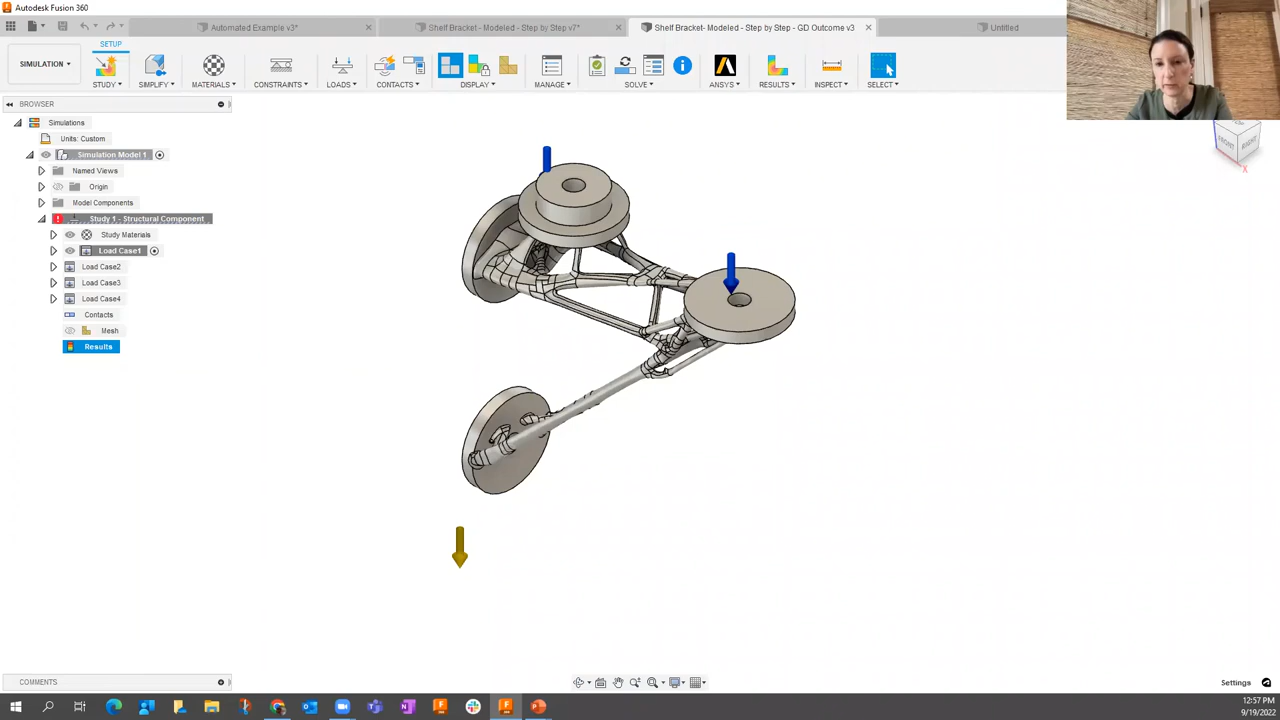 Autodesk Fusion 360
Automated Example v3*
Shelf Bracket - Modeled - Step by Step v7*
Shelf Bracket- Modeled - Step by Step - GD Outcome v3
Untitled
SETUP
SIMULATION
STUDY
SIMPLIFY
MATERIALS
CONSTRAINTS
LOADS
CONTACTS
DISPLAY
MANAGE
SOLVE
ANSYS
RESULTS
INSPECT
SELECT
BROWSER
Simulations
Units: Custom
Simulation Model 1
Named Views
Origin
Model Components
Study 1 - Structural Component
Study Materials
Load Case1
Load Case2
Load Case3
Load Case4
Contacts
Mesh
Results
FRONT
RIGHT
X
COMMENTS
Settings
12:57 PM
9/19/2022